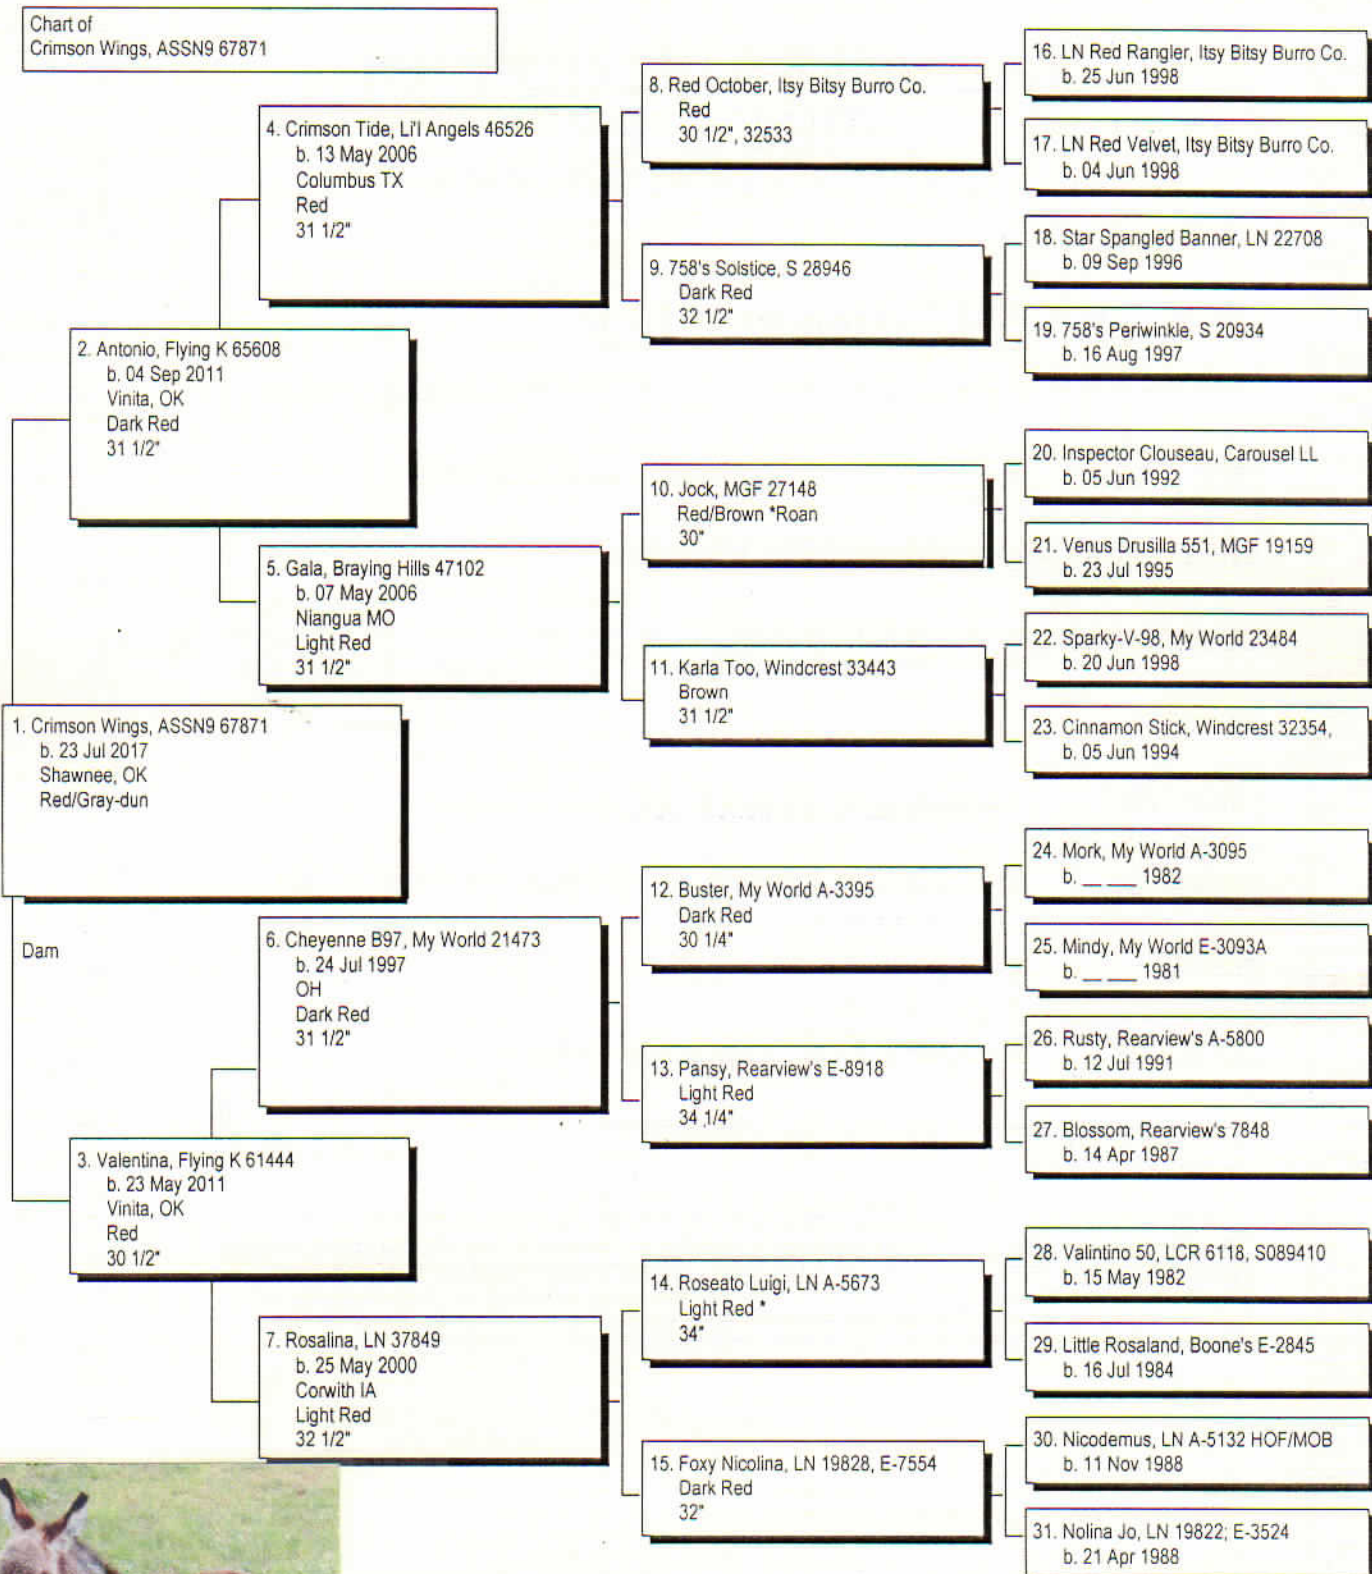 Chart of
Crimson Wings, ASSN9 67871
1. Crimson Wings, ASSN9 67871
b. 23 Jul 2017
Shawnee, OK
Red/Gray-dun
Dam
2. Antonio, Flying K 65608
b. 04 Sep 2011
Vinita, OK
Dark Red
31 1/2"
3. Valentina, Flying K 61444
b. 23 May 2011
Vinita, OK
Red
30 1/2"
4. Crimson Tide, Li'l Angels 46526
b. 13 May 2006
Columbus TX
Red
31 1/2"
5. Gala, Braying Hills 47102
b. 07 May 2006
Niangua MO
Light Red
31 1/2"
6. Cheyenne B97, My World 21473
b. 24 Jul 1997
OH
Dark Red
31 1/2"
7. Rosalina, LN 37849
b. 25 May 2000
Corwith IA
Light Red
32 1/2"
8. Red October, Itsy Bitsy Burro Co.
Red
30 1/2", 32533
9. 758's Solstice, S 28946
Dark Red
32 1/2"
10. Jock, MGF 27148
Red/Brown *Roan
30"
11. Karla Too, Windcrest 33443
Brown
31 1/2"
12. Buster, My World A-3395
Dark Red
30 1/4"
13. Pansy, Rearview's E-8918
Light Red
34 1/4"
14. Roseato Luigi, LN A-5673
Light Red *
34"
15. Foxy Nicolina, LN 19828, E-7554
Dark Red
32"
16. LN Red Rangler, Itsy Bitsy Burro Co.
b. 25 Jun 1998
17. LN Red Velvet, Itsy Bitsy Burro Co.
b. 04 Jun 1998
18. Star Spangled Banner, LN 22708
b. 09 Sep 1996
19. 758's Periwinkle, S 20934
b. 16 Aug 1997
20. Inspector Clouseau, Carousel LL
b. 05 Jun 1992
21. Venus Drusilla 551, MGF 19159
b. 23 Jul 1995
22. Sparky-V-98, My World 23484
b. 20 Jun 1998
23. Cinnamon Stick, Windcrest 32354,
b. 05 Jun 1994
24. Mork, My World A-3095
b. __ ___ 1982
25. Mindy, My World E-3093A
b. __ ___ 1981
26. Rusty, Rearview's A-5800
b. 12 Jul 1991
27. Blossom, Rearview's 7848
b. 14 Apr 1987
28. Valintino 50, LCR 6118, S089410
b. 15 May 1982
29. Little Rosaland, Boone's E-2845
b. 16 Jul 1984
30. Nicodemus, LN A-5132 HOF/MOB
b. 11 Nov 1988
31. Nolina Jo, LN 19822; E-3524
b. 21 Apr 1988